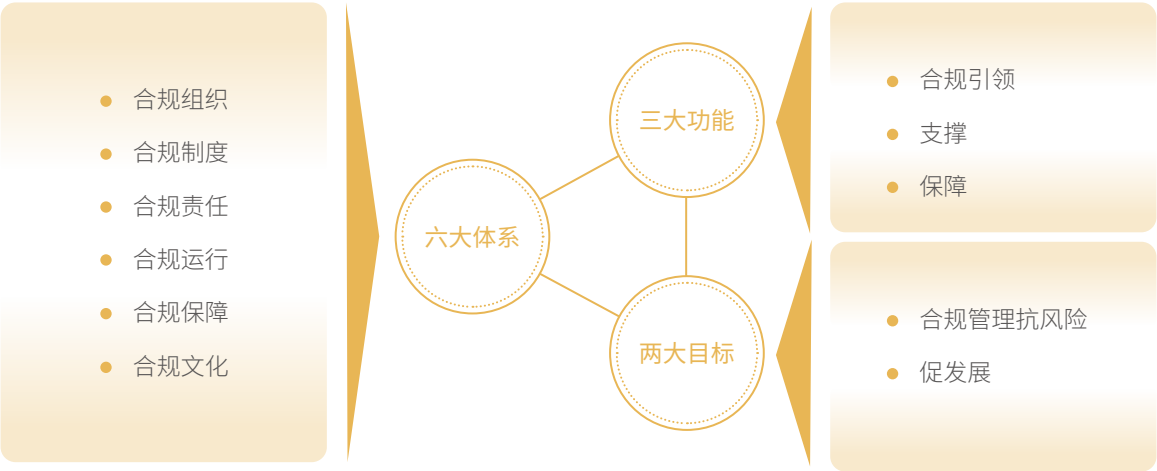 合规组织
合规制度
合规责任
合规运行
合规保障
合规文化
六大体系
三大功能
两大目标
合规引领
支撑
保障
合规管理抗风险
促发展